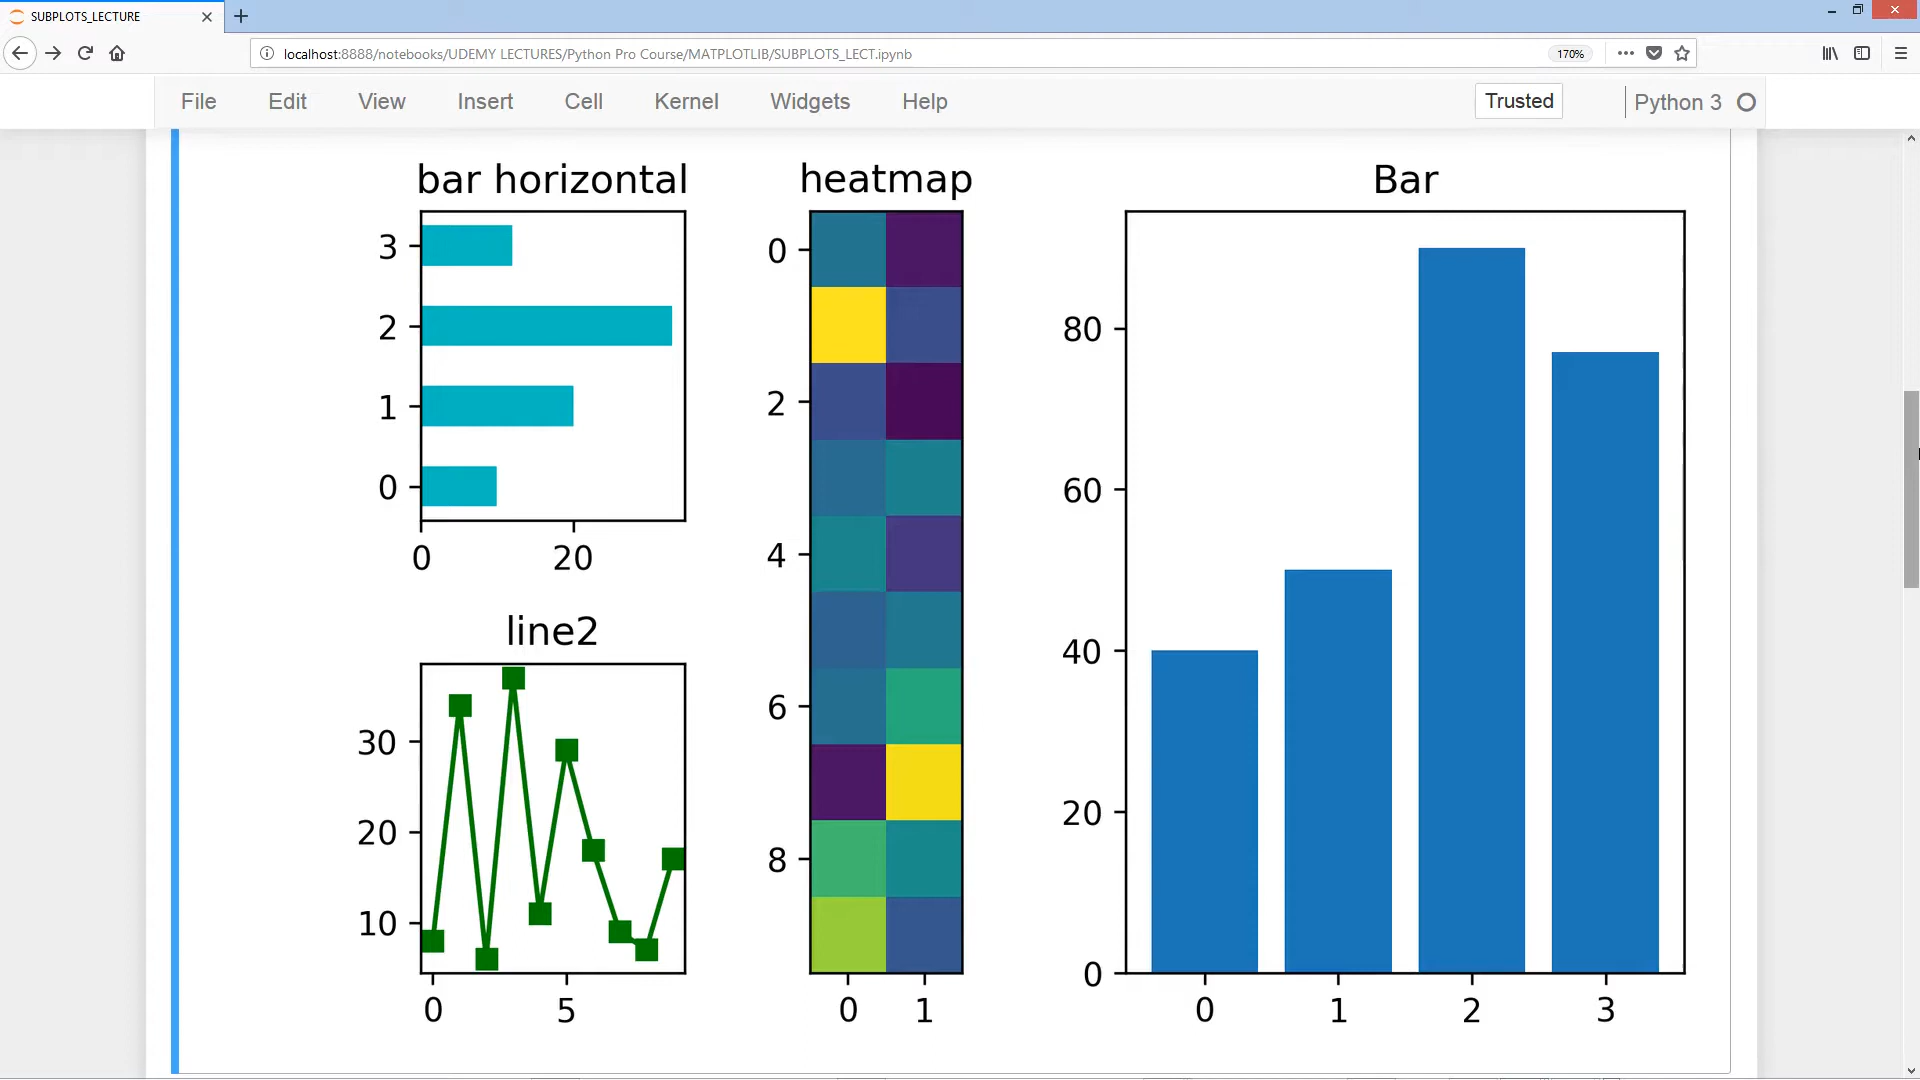 SUBPLOTS_LECTURE
localhost:8888/notebooks/UDEMY LECTURES/Python Pro Course/MATPLOTLIB/SUBPLOTS_LECT.ipynb
170%
File Edit View Insert Cell Kernel Widgets Help
Trusted
Python 3
bar horizontal
3
2
1
0
0 20
line2
30
20
10
0 5
heatmap
0
2
4
6
8
0 1
Bar
80
60
40
20
0
0 1 2 3